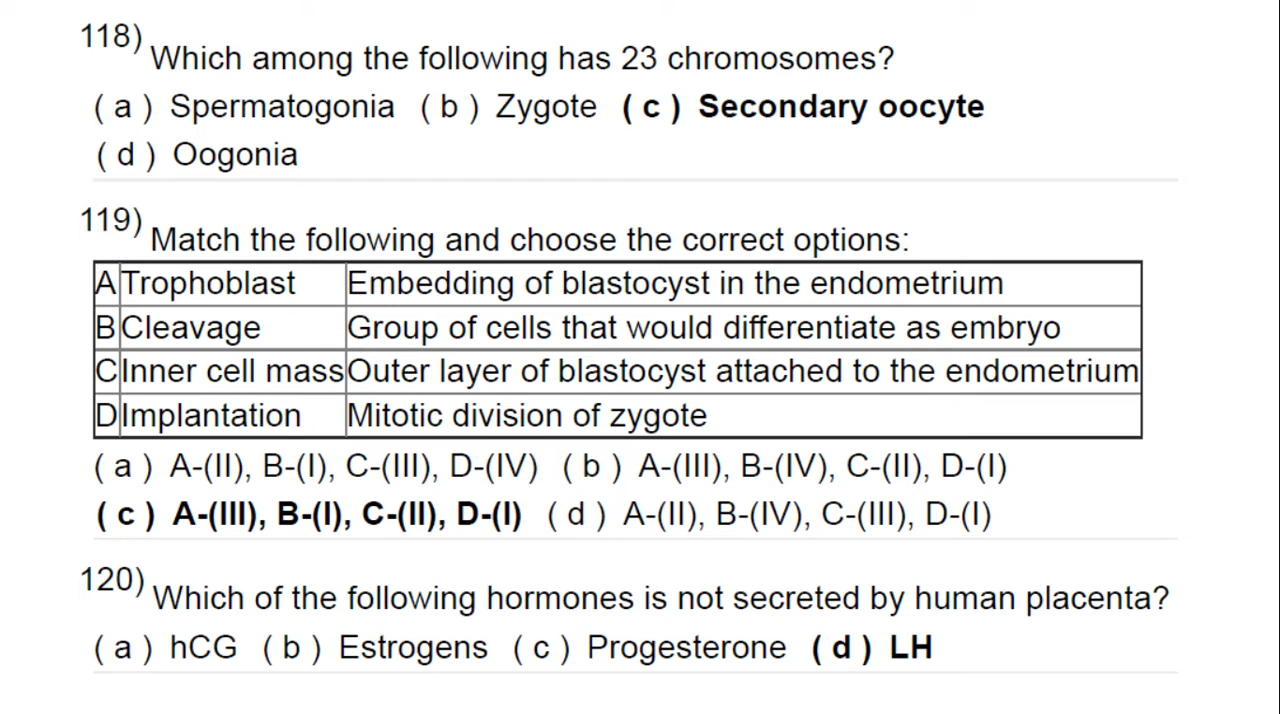 118) Which among the following has 23 chromosomes?
( a ) Spermatogonia ( b ) Zygote ( c ) Secondary oocyte
( d ) Oogonia
119) Match the following and choose the correct options:
A Trophoblast Embedding of blastocyst in the endometrium
B Cleavage Group of cells that would differentiate as embryo
C Inner cell mass Outer layer of blastocyst attached to the endometrium
D Implantation Mitotic division of zygote
( a ) A-(II), B-(I), C-(III), D-(IV) ( b ) A-(III), B-(IV), C-(II), D-(I)
( c ) A-(III), B-(I), C-(II), D-(I) ( d ) A-(II), B-(IV), C-(III), D-(I)
120) Which of the following hormones is not secreted by human placenta?
( a ) hCG ( b ) Estrogens ( c ) Progesterone ( d ) LH